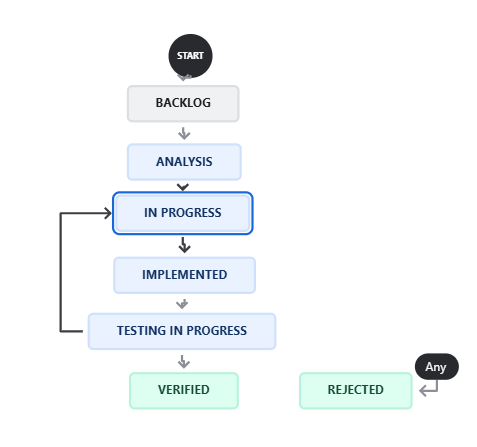 START
BACKLOG
ANALYSIS
IN PROGRESS
IMPLEMENTED
TESTING IN PROGRESS
VERIFIED
REJECTED
Any